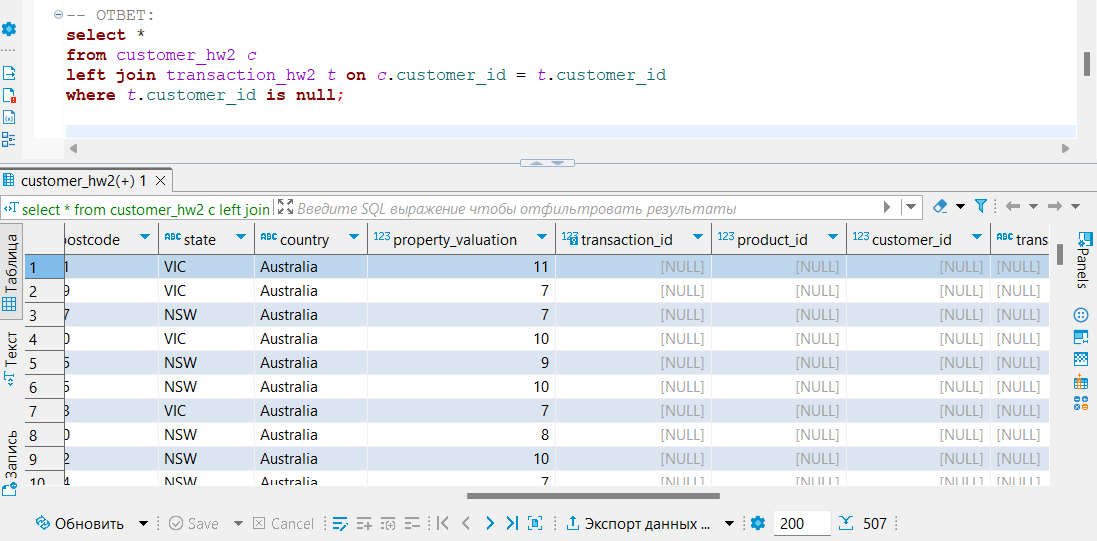 -- ОТВЕТ:
select *
from customer_hw2 c
left join transaction_hw2 t on c.customer_id = t.customer_id
where t.customer_id is null;
customer_hw2(+) 1
select * from customer_hw2 c left join
Введите SQL выражение чтобы отфильтровать результаты
Таблица
Текст
Запись
Panels
postcode ABC state ABC country 123 property_valuation 123 transaction_id 123 product_id 123 customer_id ABC trans
1 1 VIC Australia 11 [NULL] [NULL] [NULL] [NULL]
2 9 VIC Australia 7 [NULL] [NULL] [NULL] [NULL]
3 7 NSW Australia 7 [NULL] [NULL] [NULL] [NULL]
4 0 VIC Australia 10 [NULL] [NULL] [NULL] [NULL]
5 5 NSW Australia 9 [NULL] [NULL] [NULL] [NULL]
6 5 NSW Australia 10 [NULL] [NULL] [NULL] [NULL]
7 3 VIC Australia 7 [NULL] [NULL] [NULL] [NULL]
8 0 NSW Australia 8 [NULL] [NULL] [NULL] [NULL]
9 2 NSW Australia 10 [NULL] [NULL] [NULL] [NULL]
10 4 NSW Australia 7 [NULL] [NULL] [NULL] [NULL]
Обновить Save Cancel Экспорт данных ... 200 507